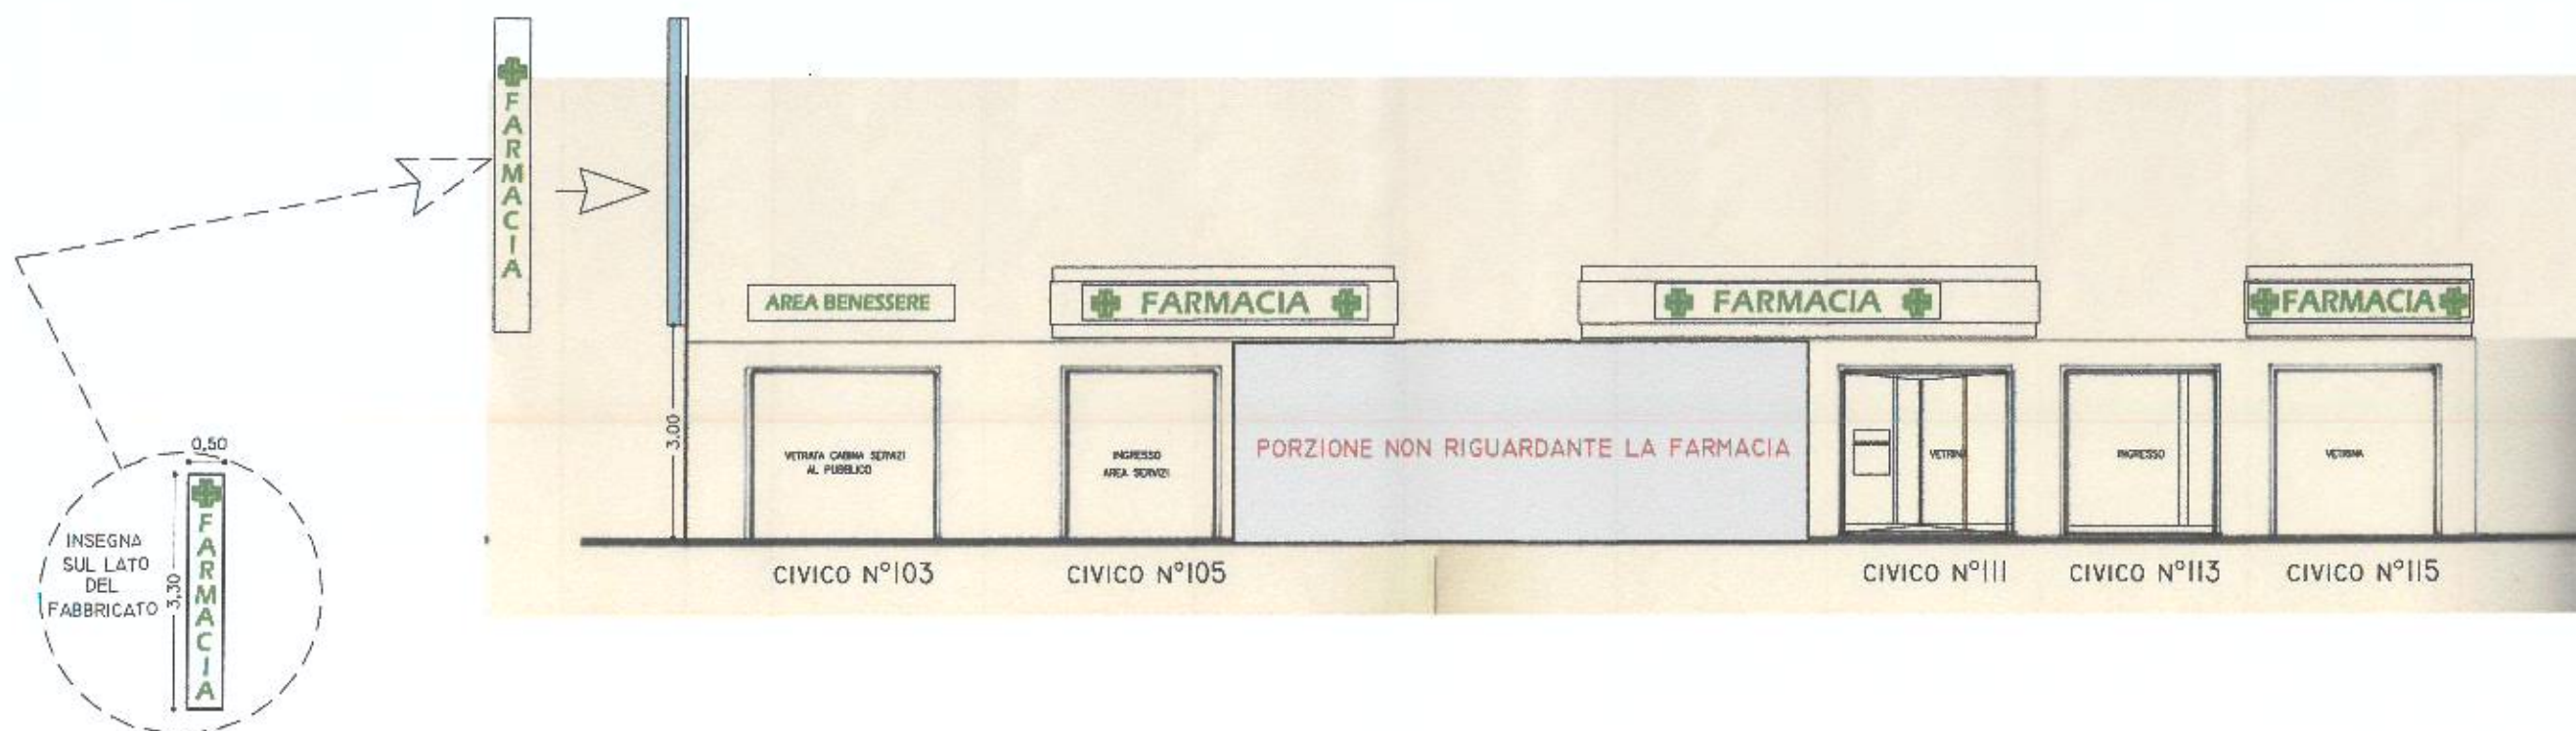 FARMACIA
AREA BENESSERE
FARMACIA
FARMACIA
FARMACIA
3.00
VETRATA CABINA SERVIZI
AL PUBBLICO
INGRESSO
AREA SERVIZI
PORZIONE NON RIGUARDANTE LA FARMACIA
VETRINA
INGRESSO
VETRINA
CIVICO N°103
CIVICO N°105
CIVICO N°111
CIVICO N°113
CIVICO N°115
0,50
INSEGNA
SUL LATO
DEL
FABBRICATO
3,30
FARMACIA